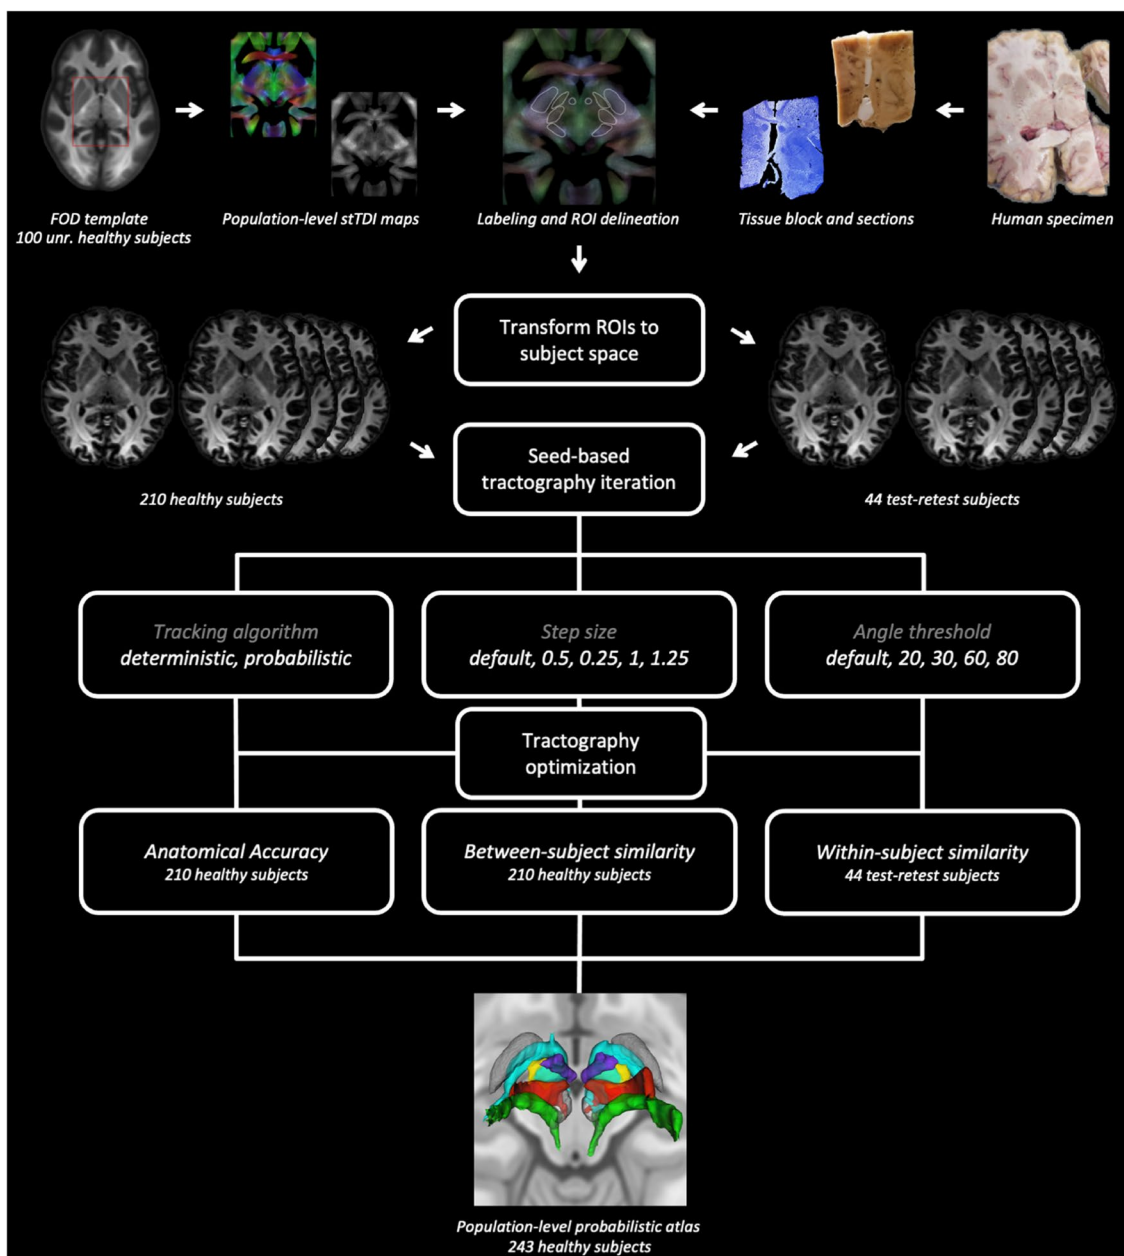 FOD template
100 unr. healthy subjects
Population-level stTDI maps
Labeling and ROI delineation
Tissue block and sections
Human specimen
Transform ROIs to
subject space
210 healthy subjects
Seed-based
tractography iteration
44 test-retest subjects
Tracking algorithm
deterministic, probabilistic
Step size
default, 0.5, 0.25, 1, 1.25
Angle threshold
default, 20, 30, 60, 80
Tractography
optimization
Anatomical Accuracy
210 healthy subjects
Between-subject similarity
210 healthy subjects
Within-subject similarity
44 test-retest subjects
Population-level probabilistic atlas
243 healthy subjects